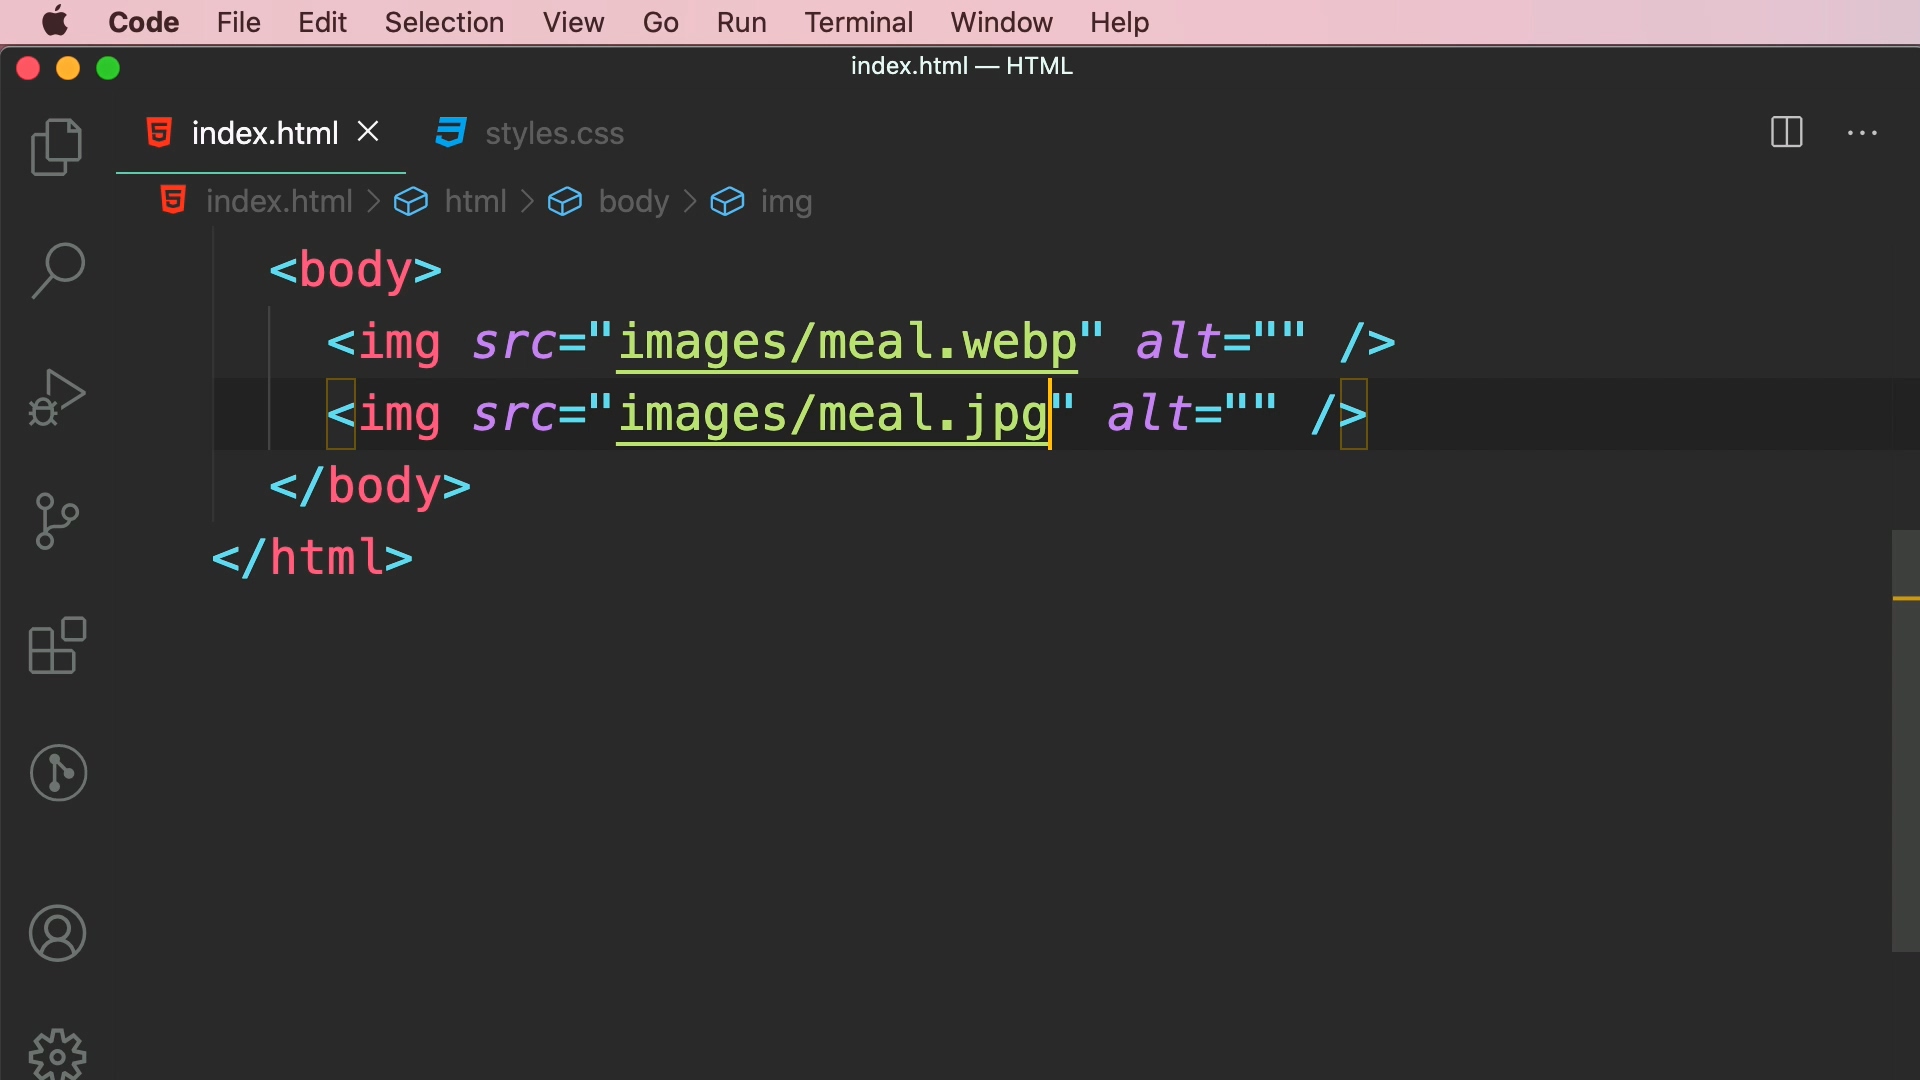 Code File Edit Selection View Go Run Terminal Window Help
index.html — HTML
index.html styles.css
index.html > html > body > img
<body>
<img src="images/meal.webp" alt="" />
<img src="images/meal.jpg" alt="" />
</body>
</html>